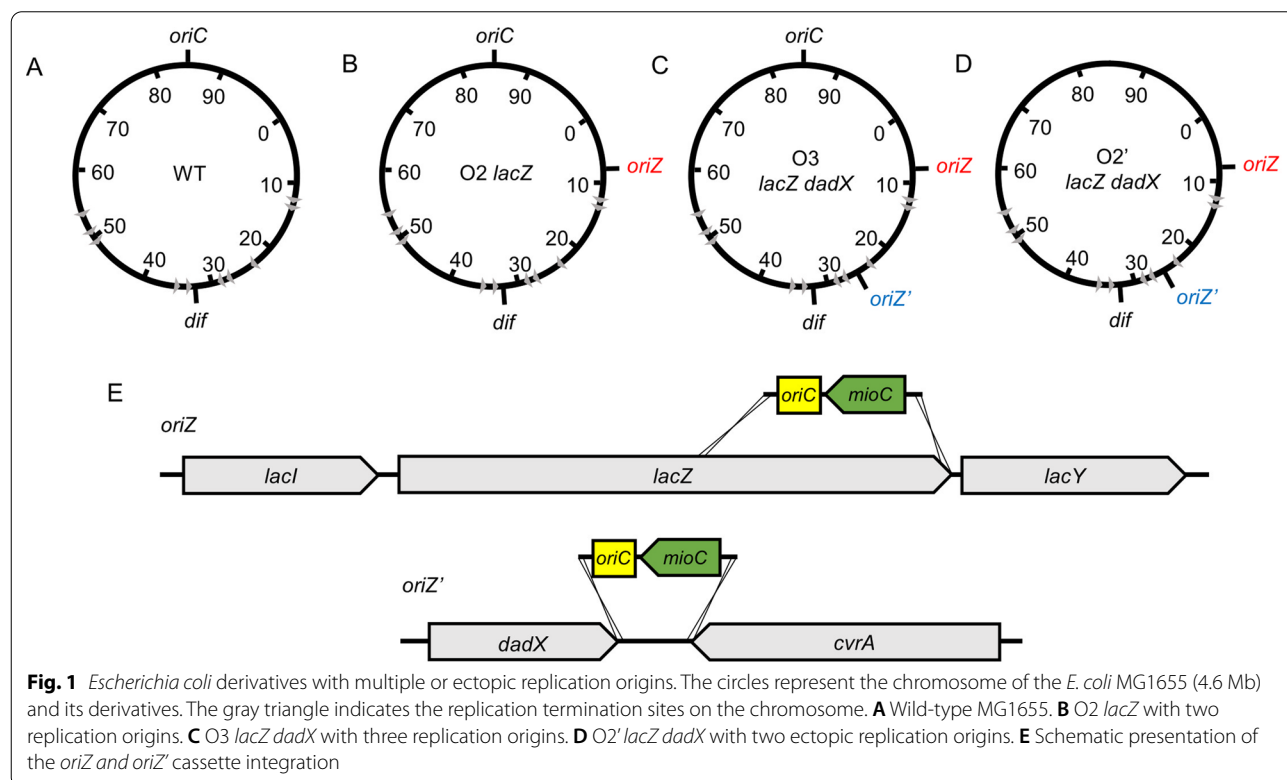 A
oriC
80
90
70
0
60
WT
10
50
20
40
30
dif
B
oriC
80
90
70
0
60
O2 lacZ
10
oriZ
50
20
40
30
dif
C
oriC
80
90
70
0
60
O3
lacZ dadX
10
oriZ
50
20
40
30
oriZ'
dif
D
80
90
70
0
60
O2'
lacZ dadX
10
oriZ
50
20
40
30
oriZ'
dif
E
oriZ
oriC mioC
lacI lacZ lacY
oriZ'
oriC mioC
dadX cvrA
Fig. 1 Escherichia coli derivatives with multiple or ectopic replication origins. The circles represent the chromosome of the E. coli MG1655 (4.6 Mb)
and its derivatives. The gray triangle indicates the replication termination sites on the chromosome. A Wild-type MG1655. B O2 lacZ with two
replication origins. C O3 lacZ dadX with three replication origins. D O2' lacZ dadX with two ectopic replication origins. E Schematic presentation of
the oriZ and oriZ' cassette integration